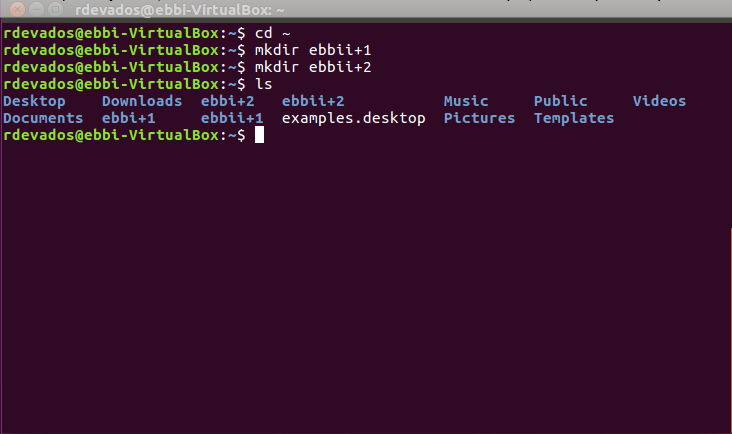 rdevados@ebbi-VirtualBox: ~
rdevados@ebbi-VirtualBox:~$ cd ~
rdevados@ebbi-VirtualBox:~$ mkdir ebbii+1
rdevados@ebbi-VirtualBox:~$ mkdir ebbii+2
rdevados@ebbi-VirtualBox:~$ ls
Desktop    Downloads  ebbi+2   ebbii+2           Music     Public     Videos
Documents  ebbi+1     ebbii+1  examples.desktop  Pictures  Templates
rdevados@ebbi-VirtualBox:~$